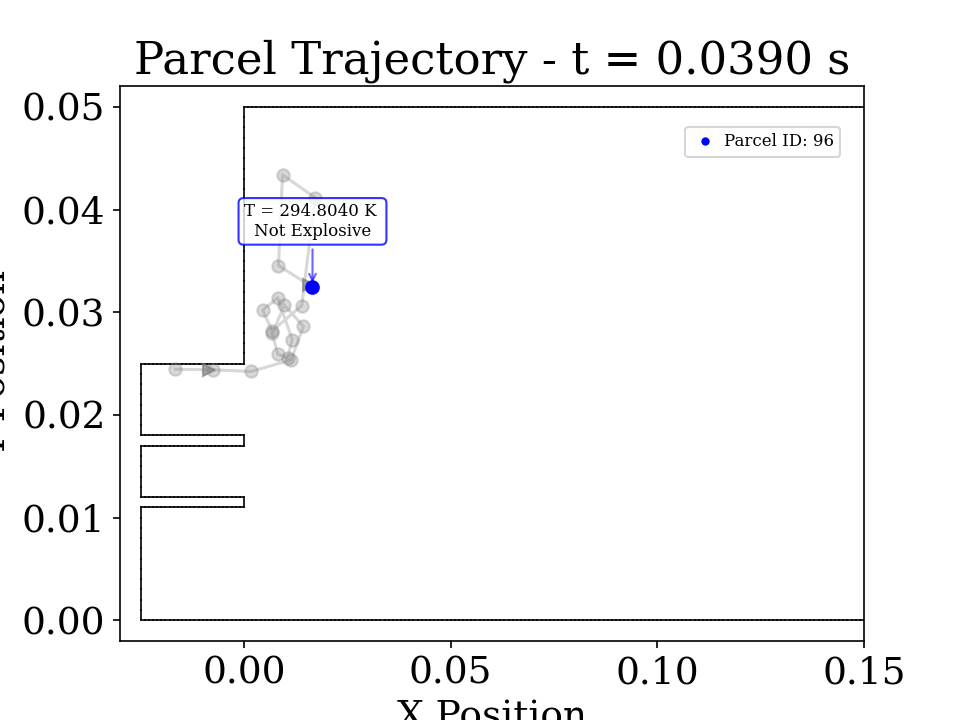 Parcel Trajectory - t = 0.0390 s
0.05
0.04
0.03
0.02
0.01
0.00
Parcel ID: 96
T = 294.8040 K
Not Explosive
0.00 0.05 0.10 0.15
X Position